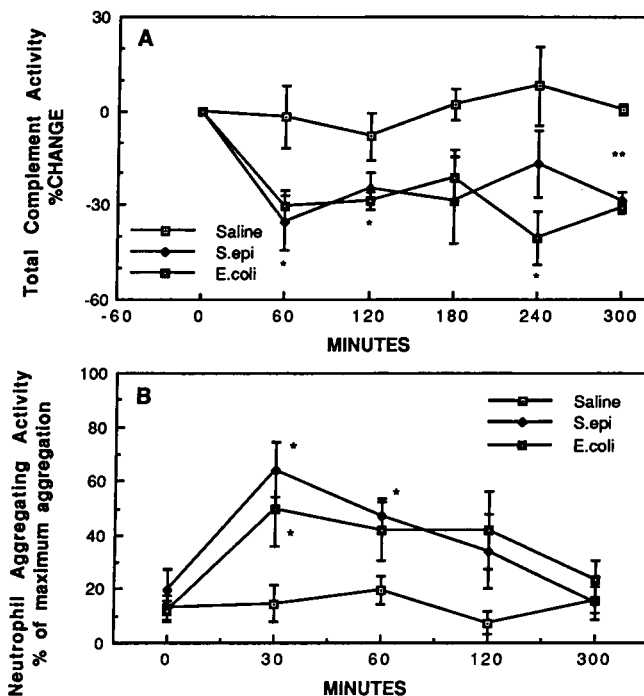 A
Total Complement Activity
%CHANGE
30
0
-30
-60
Saline
S.epi
E.coli
*
*
*
**
-60 0 60 120 180 240 300
MINUTES
B
Neutrophil Aggregating Activity
% of maximum aggregation
100
80
60
40
20
0
Saline
S.epi
E.coli
*
*
*
0 30 60 120 300
MINUTES